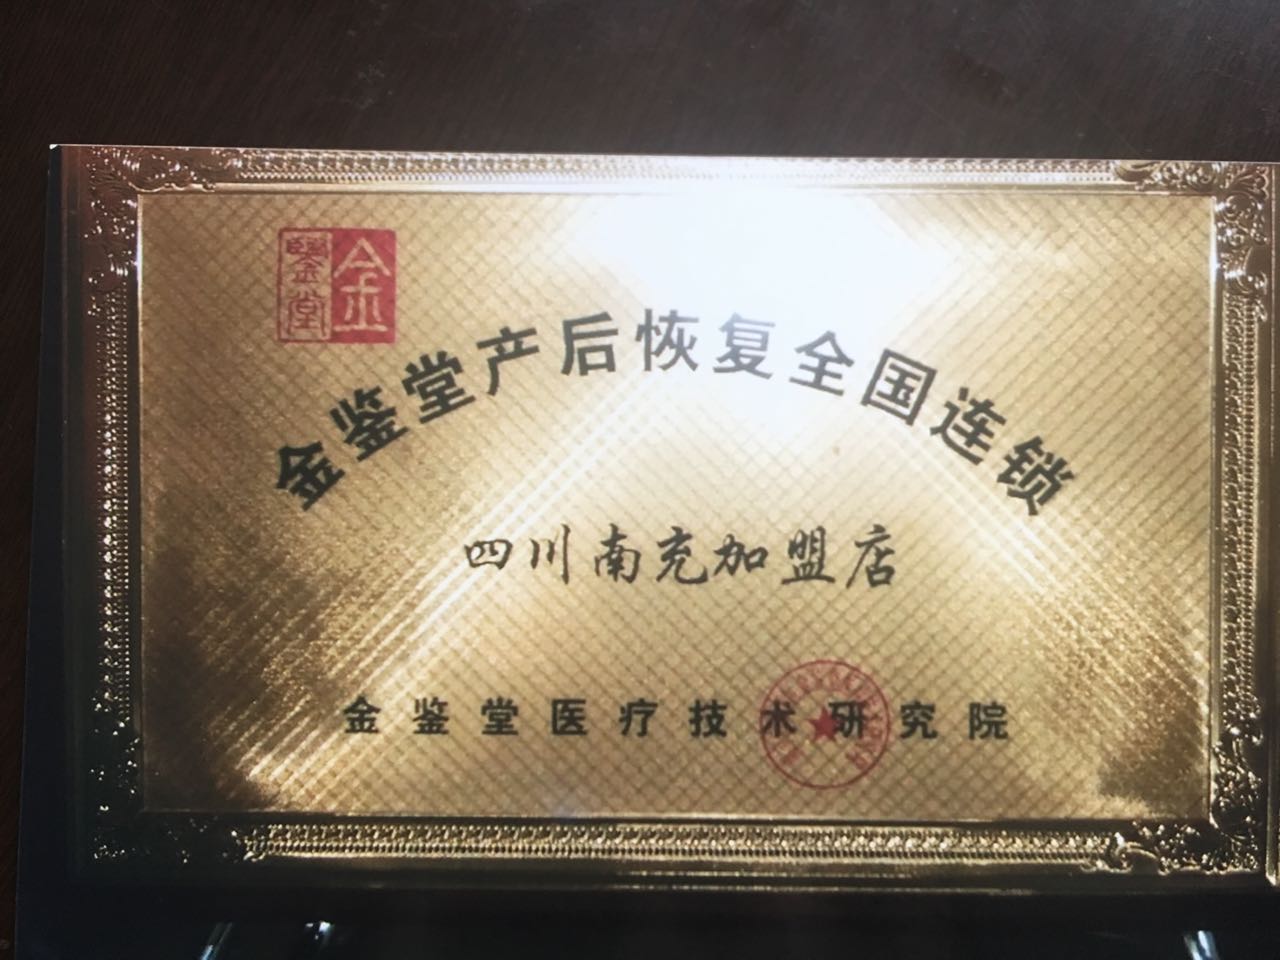 金鑒堂
金鉴堂产后恢复全国连锁
四川南充加盟店
金鉴堂医疗技术研究院